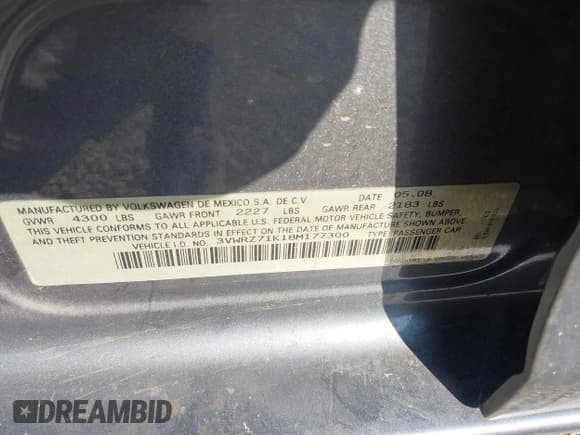 MANUFACTURED BY VOLKSWAGEN DE MEXICO S.A. DE C.V. DATE 05.08
GVWR 4300 LBS GAWR FRONT 2227 LBS GAWR REAR 2183 LBS
THIS VEHICLE CONFORMS TO ALL APPLICABLE U.S. FEDERAL MOTOR VEHICLE SAFETY, BUMPER,
AND THEFT PREVENTION STANDARDS IN EFFECT ON THE DATE OF MANUFACTURE SHOWN ABOVE.
VEHICLE I.D. NO. 3VWRZ71K18M177300 TYPE: PASSENGER CAR
DREAMBID